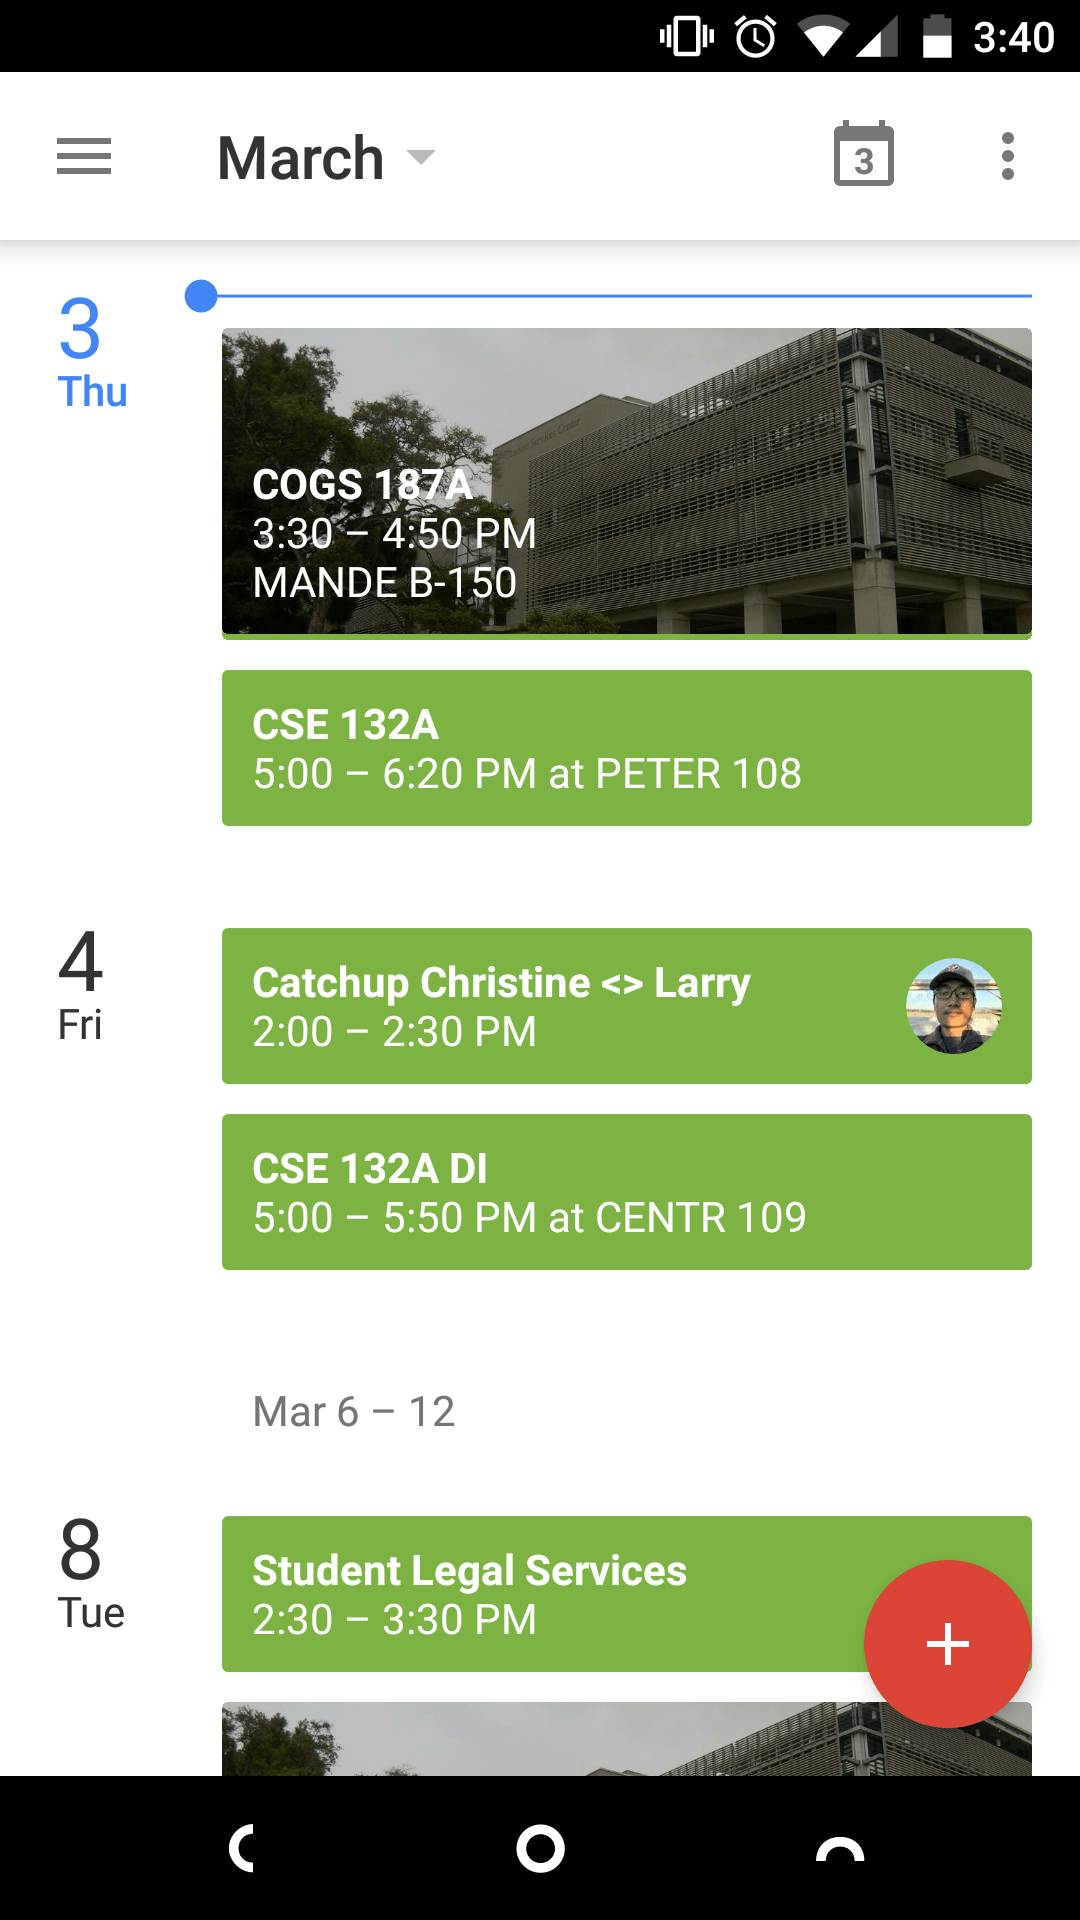 3:40
March
3
3
Thu
COGS 187A
3:30 – 4:50 PM
MANDE B-150
CSE 132A
5:00 – 6:20 PM at PETER 108
4
Fri
Catchup Christine <> Larry
2:00 – 2:30 PM
CSE 132A DI
5:00 – 5:50 PM at CENTR 109
Mar 6 – 12
8
Tue
Student Legal Services
2:30 – 3:30 PM